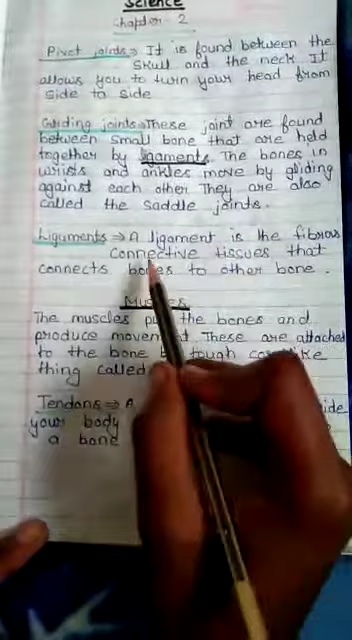 Science
Chapter - 2
Pivot joints ⇒ It is found between the
skull and the neck It
allows you to turn your head from
side to side
Gliding joints ⇒ These joint are found
between small bone that are held
together by ligaments. The bones in
wrists and ankles move by gliding
against each other They are also
called the saddle joints.
Liguments ⇒ A ligament is the fibrous
connective tissues that
connects bones to other bone.
The muscles the bones and
produce movement. These are attached
to the bone tough
thing called
Tendons ⇒ A
your body
a bone